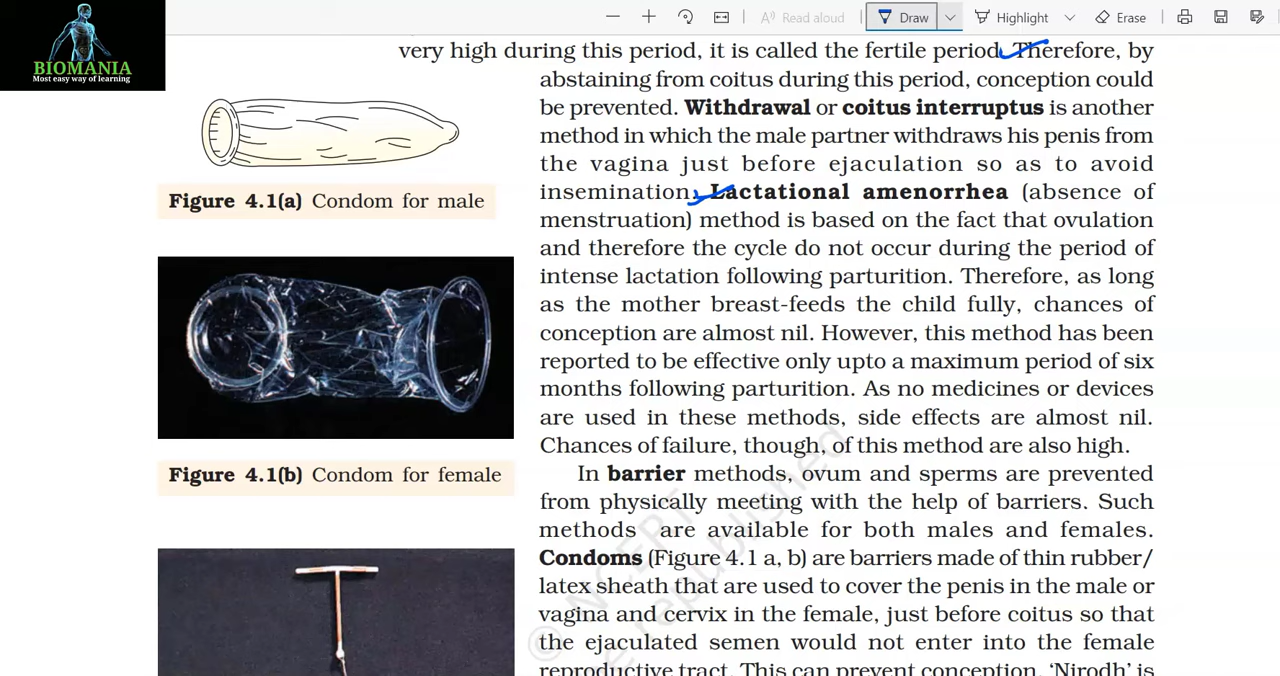 Read aloud
Draw
Highlight
Erase
BIOMANIA
Most easy way of learning
very high during this period, it is called the fertile period. Therefore, by
abstaining from coitus during this period, conception could
be prevented. Withdrawal or coitus interruptus is another
method in which the male partner withdraws his penis from
the vagina just before ejaculation so as to avoid
insemination. Lactational amenorrhea (absence of
menstruation) method is based on the fact that ovulation
and therefore the cycle do not occur during the period of
intense lactation following parturition. Therefore, as long
as the mother breast-feeds the child fully, chances of
conception are almost nil. However, this method has been
reported to be effective only upto a maximum period of six
months following parturition. As no medicines or devices
are used in these methods, side effects are almost nil.
Chances of failure, though, of this method are also high.
In barrier methods, ovum and sperms are prevented
from physically meeting with the help of barriers. Such
methods are available for both males and females.
Condoms (Figure 4.1 a, b) are barriers made of thin rubber/
latex sheath that are used to cover the penis in the male or
vagina and cervix in the female, just before coitus so that
the ejaculated semen would not enter into the female
reproductive tract. This can prevent conception. 'Nirodh' is
Figure 4.1(a) Condom for male
Figure 4.1(b) Condom for female
© NCERT
republished